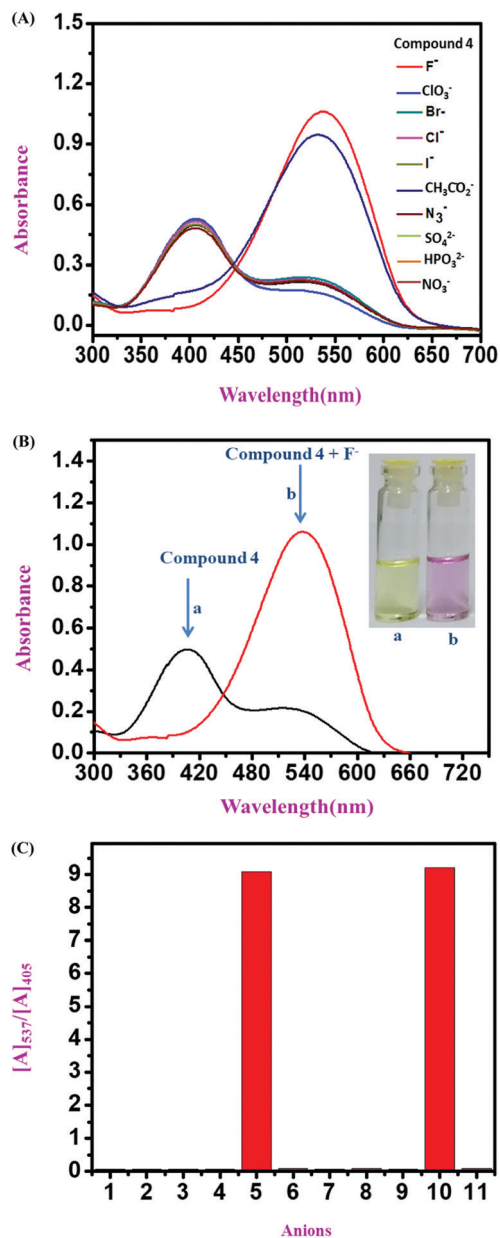 (A)
1.5
1.2
0.9
0.6
0.3
0.0
Absorbance
Compound 4
F⁻
ClO₃⁻
Br-
Cl⁻
I⁻
CH₃CO₂⁻
N₃⁻
SO₄²⁻
HPO₃²⁻
NO₃⁻
300 350 400 450 500 550 600 650 700
Wavelength(nm)
(B)
1.4
1.2
1.0
0.8
0.6
0.4
0.2
0.0
Absorbance
Compound 4 + F⁻
b
Compound 4
a
a b
300 360 420 480 540 600 660 720
Wavelength(nm)
(C)
9
8
7
6
5
4
3
2
1
0
[A]₅₃₇/[A]₄₀₅
1 2 3 4 5 6 7 8 9 10 11
Anions